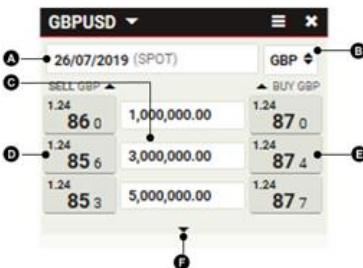 GBPUSD
A 26/07/2019 (SPOT) GBP B
C SELL GBP BUY GBP
1.24 86 0 1,000,000.00 1.24 87 0
D 1.24 85 6 3,000,000.00 1.24 87 4 E
1.24 85 3 5,000,000.00 1.24 87 7
F